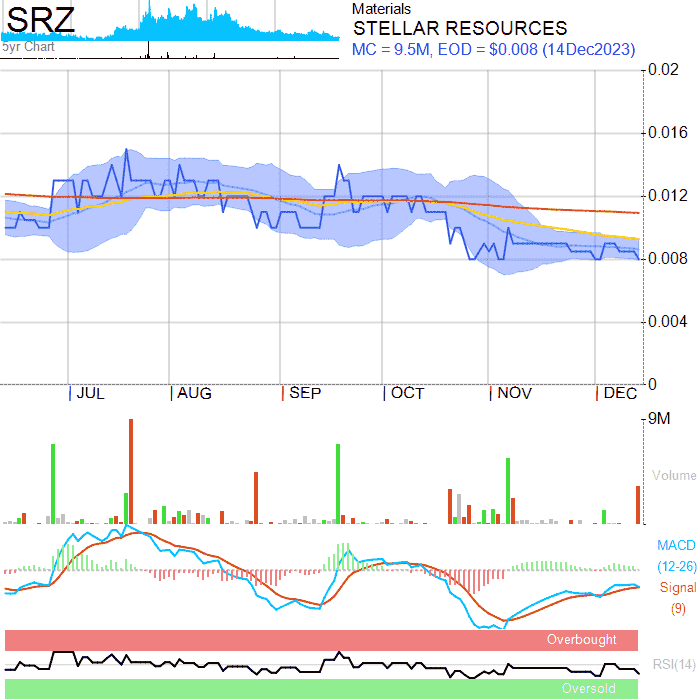 SRZ
5yr Chart
Materials
STELLAR RESOURCES
MC = 9.5M, EOD = $0.008 (14Dec2023)
0.02
0.016
0.012
0.008
0.004
0
JUL AUG SEP OCT NOV DEC
9M
Volume
MACD
(12-26)
Signal
(9)
Overbought
RSI(14)
Oversold